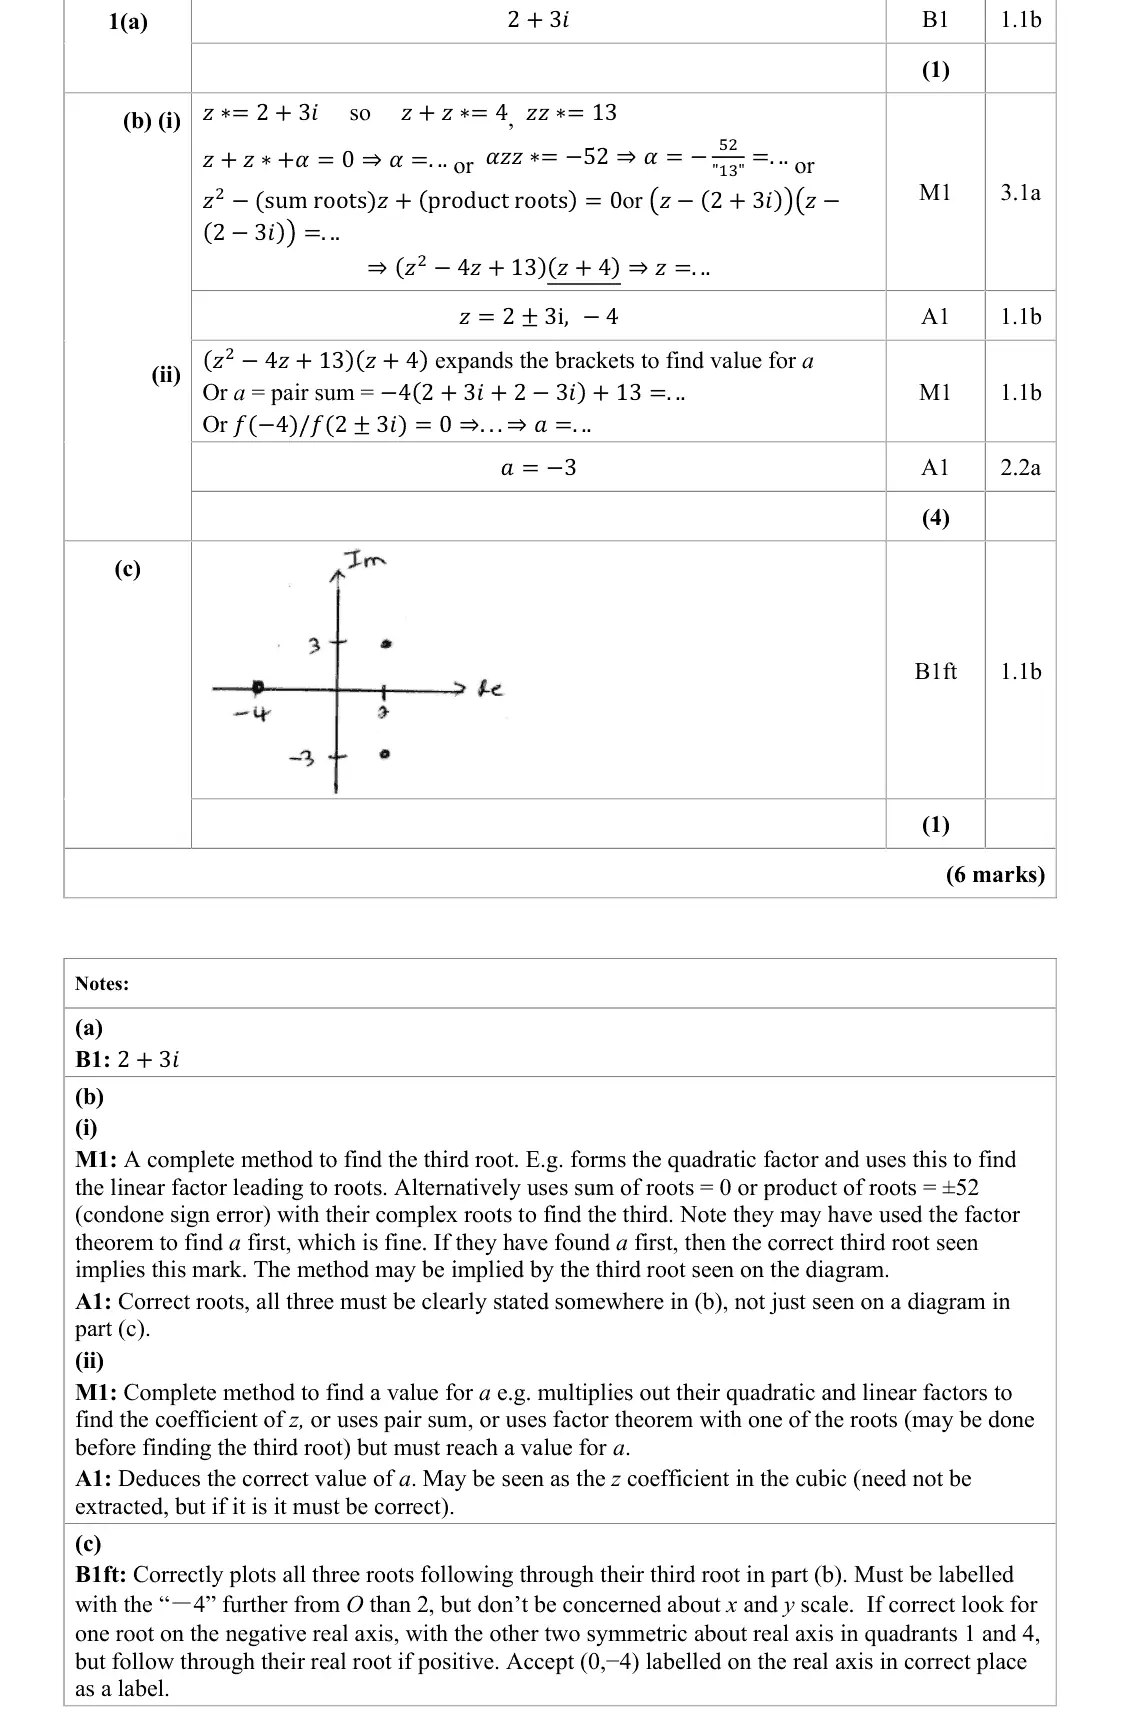 1(a) 2 + 3i B1 1.1b
(1)
(b) (i) z *= 2 + 3i so z + z *= 4, zz *= 13
z + z * +α = 0 ⇒ α =. .. or αzz *= −52 ⇒ α = − 52/"13" =. .. or
z² − (sum roots)z + (product roots) = 0or (z − (2 + 3i))(z −
(2 − 3i)) =. ..
⇒ (z² − 4z + 13)(z + 4) ⇒ z =. ..
M1 3.1a
z = 2 ± 3i, − 4 A1 1.1b
(ii) (z² − 4z + 13)(z + 4) expands the brackets to find value for a
Or a = pair sum = −4(2 + 3i + 2 − 3i) + 13 =. ..
Or f(−4)/f(2 ± 3i) = 0 ⇒. . . ⇒ a =. ..
M1 1.1b
a = −3 A1 2.2a
(4)
(c) Im
3
Re
−4 2
−3
B1ft 1.1b
(1)
(6 marks)
Notes:
(a)
B1: 2 + 3i
(b)
(i)
M1: A complete method to find the third root. E.g. forms the quadratic factor and uses this to find
the linear factor leading to roots. Alternatively uses sum of roots = 0 or product of roots = ±52
(condone sign error) with their complex roots to find the third. Note they may have used the factor
theorem to find a first, which is fine. If they have found a first, then the correct third root seen
implies this mark. The method may be implied by the third root seen on the diagram.
A1: Correct roots, all three must be clearly stated somewhere in (b), not just seen on a diagram in
part (c).
(ii)
M1: Complete method to find a value for a e.g. multiplies out their quadratic and linear factors to
find the coefficient of z, or uses pair sum, or uses factor theorem with one of the roots (may be done
before finding the third root) but must reach a value for a.
A1: Deduces the correct value of a. May be seen as the z coefficient in the cubic (need not be
extracted, but if it is it must be correct).
(c)
B1ft: Correctly plots all three roots following through their third root in part (b). Must be labelled
with the “−4” further from O than 2, but don’t be concerned about x and y scale. If correct look for
one root on the negative real axis, with the other two symmetric about real axis in quadrants 1 and 4,
but follow through their real root if positive. Accept (0,−4) labelled on the real axis in correct place
as a label.